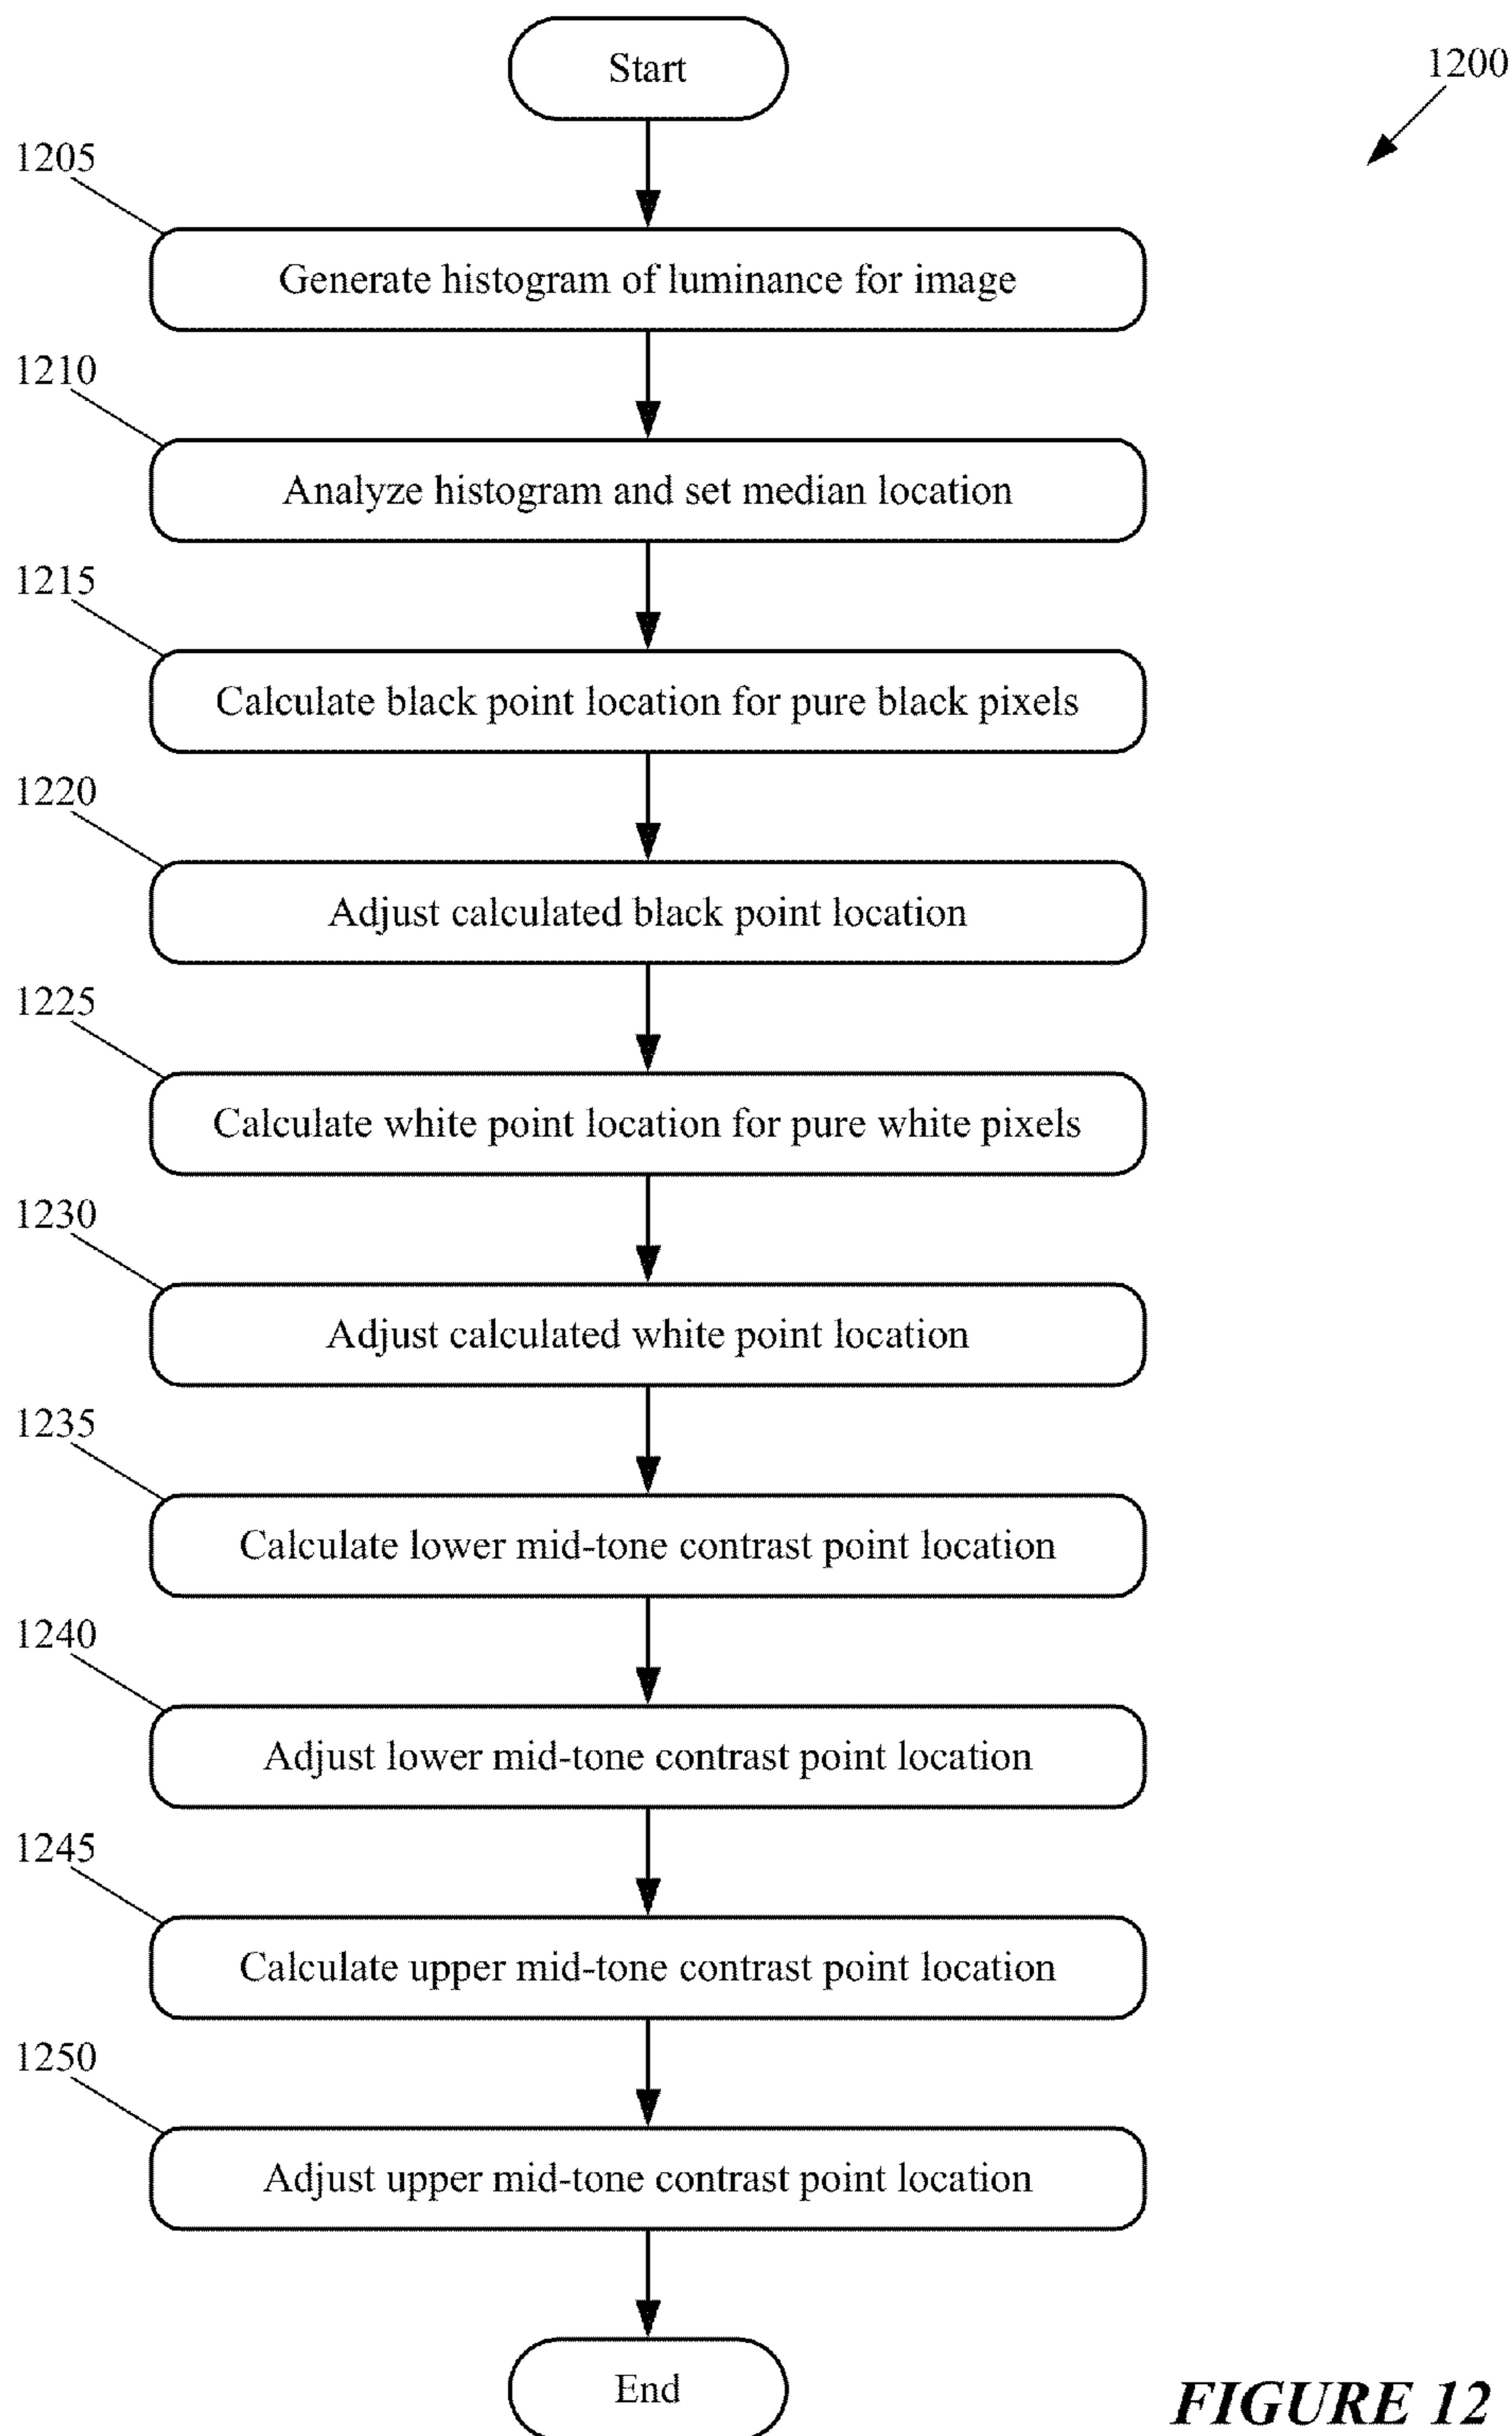 Start
1200
1205
Generate histogram of luminance for image
1210
Analyze histogram and set median location
1215
Calculate black point location for pure black pixels
1220
Adjust calculated black point location
1225
Calculate white point location for pure white pixels
1230
Adjust calculated white point location
1235
Calculate lower mid-tone contrast point location
1240
Adjust lower mid-tone contrast point location
1245
Calculate upper mid-tone contrast point location
1250
Adjust upper mid-tone contrast point location
End
FIGURE 12